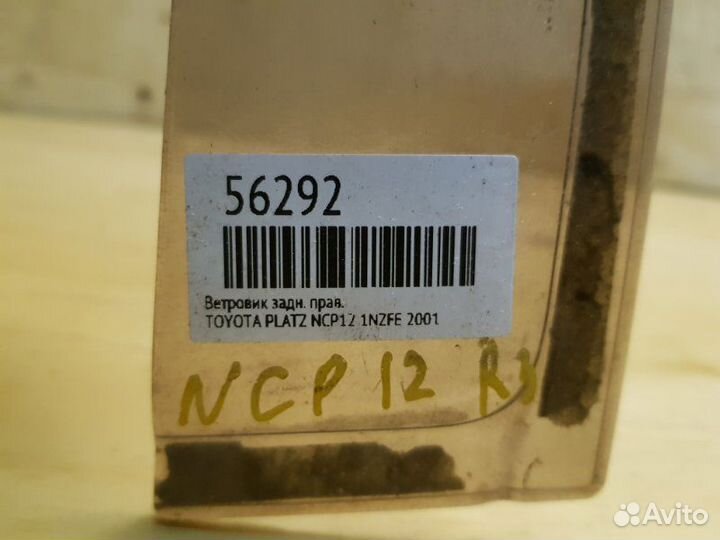 56292
Ветровик задн. прав.
TOYOTA PLATZ NCP12 1NZFE 2001
NCP 12
Avito